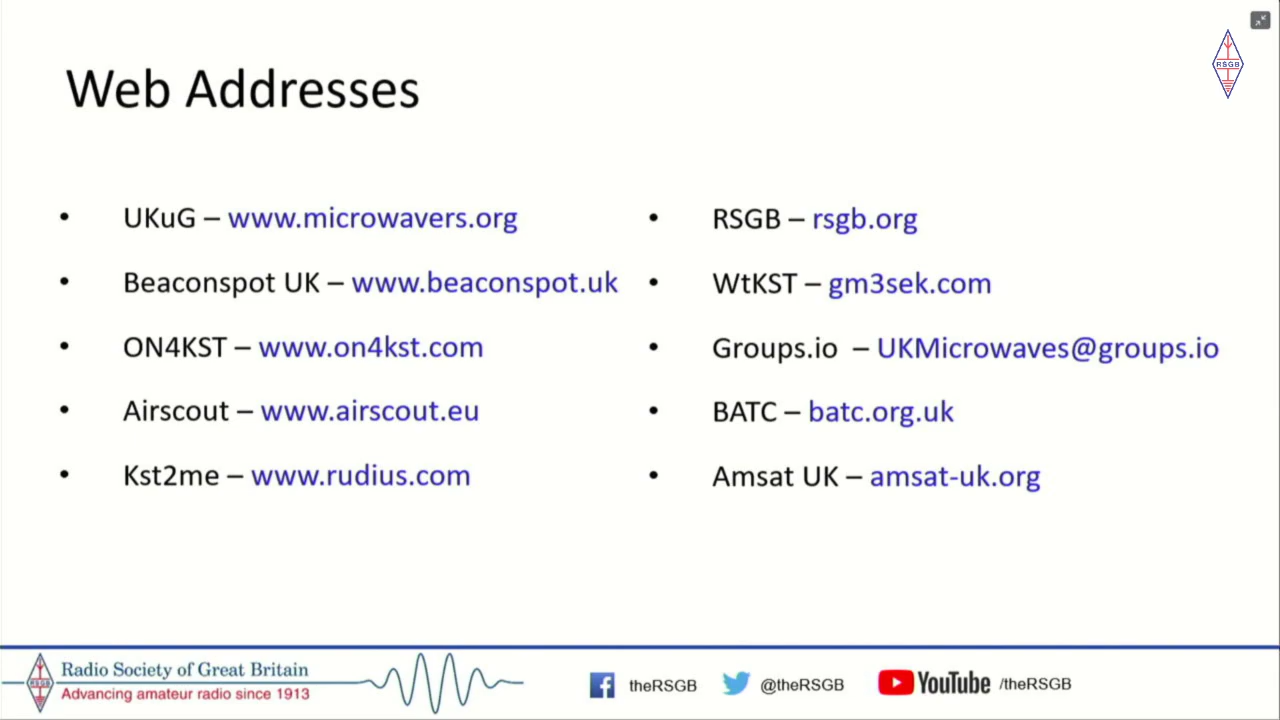 RSGB
Web Addresses
• UKuG – www.microwavers.org
• Beaconspot UK – www.beaconspot.uk
• ON4KST – www.on4kst.com
• Airscout – www.airscout.eu
• Kst2me – www.rudius.com
• RSGB – rsgb.org
• WtKST – gm3sek.com
• Groups.io – UKMicrowaves@groups.io
• BATC – batc.org.uk
• Amsat UK – amsat-uk.org
RSGB
Radio Society of Great Britain
Advancing amateur radio since 1913
theRSGB
@theRSGB
YouTube /theRSGB